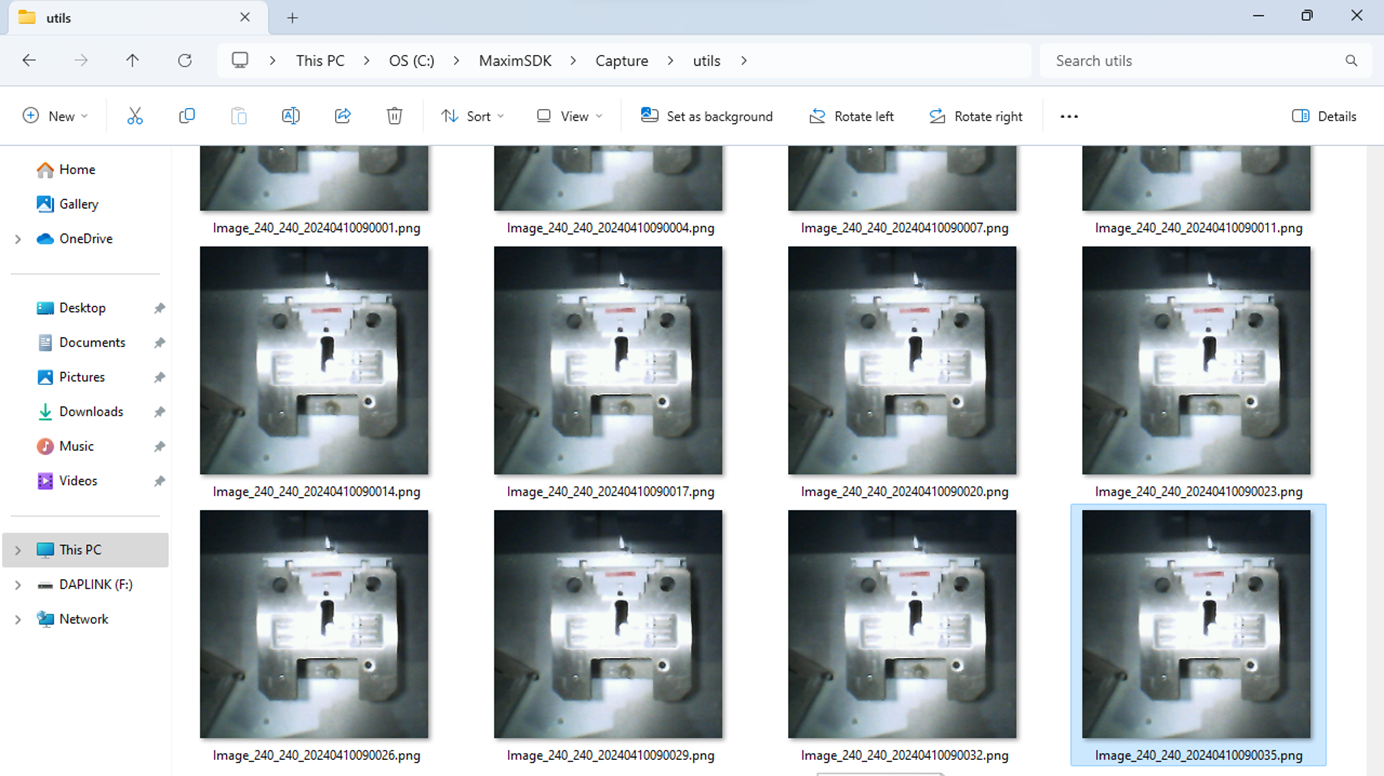 utils
This PC
OS (C:)
MaximSDK
Capture
utils
Search utils
New
Sort
View
Set as background
Rotate left
Rotate right
Details
Home
Gallery
OneDrive
Desktop
Documents
Pictures
Downloads
Music
Videos
This PC
DAPLINK (F:)
Network
Image_240_240_20240410090001.png
Image_240_240_20240410090004.png
Image_240_240_20240410090007.png
Image_240_240_20240410090011.png
Image_240_240_20240410090014.png
Image_240_240_20240410090017.png
Image_240_240_20240410090020.png
Image_240_240_20240410090023.png
Image_240_240_20240410090026.png
Image_240_240_20240410090029.png
Image_240_240_20240410090032.png
Image_240_240_20240410090035.png